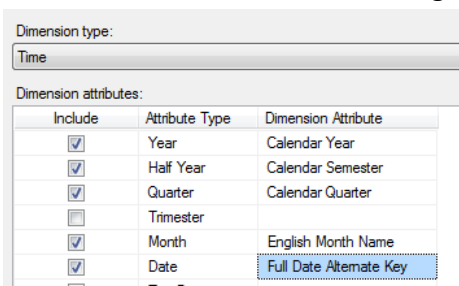 Dimension type:
Time
Dimension attributes:
Include Attribute Type Dimension Attribute
Year Calendar Year
Half Year Calendar Semester
Quarter Calendar Quarter
Trimester
Month English Month Name
Date Full Date Alternate Key